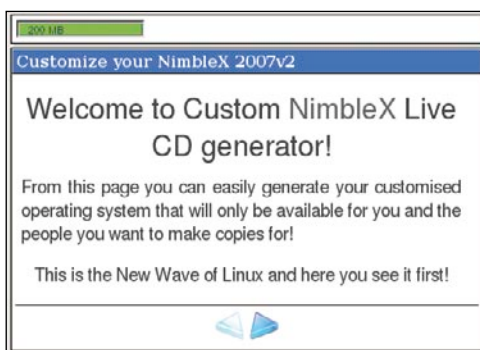 200 MB
Customize your NimbleX 2007v2
Welcome to Custom NimbleX Live
CD generator!
From this page you can easily generate your customised
operating system that will only be available for you and the
people you want to make copies for!
This is the New Wave of Linux and here you see it first!